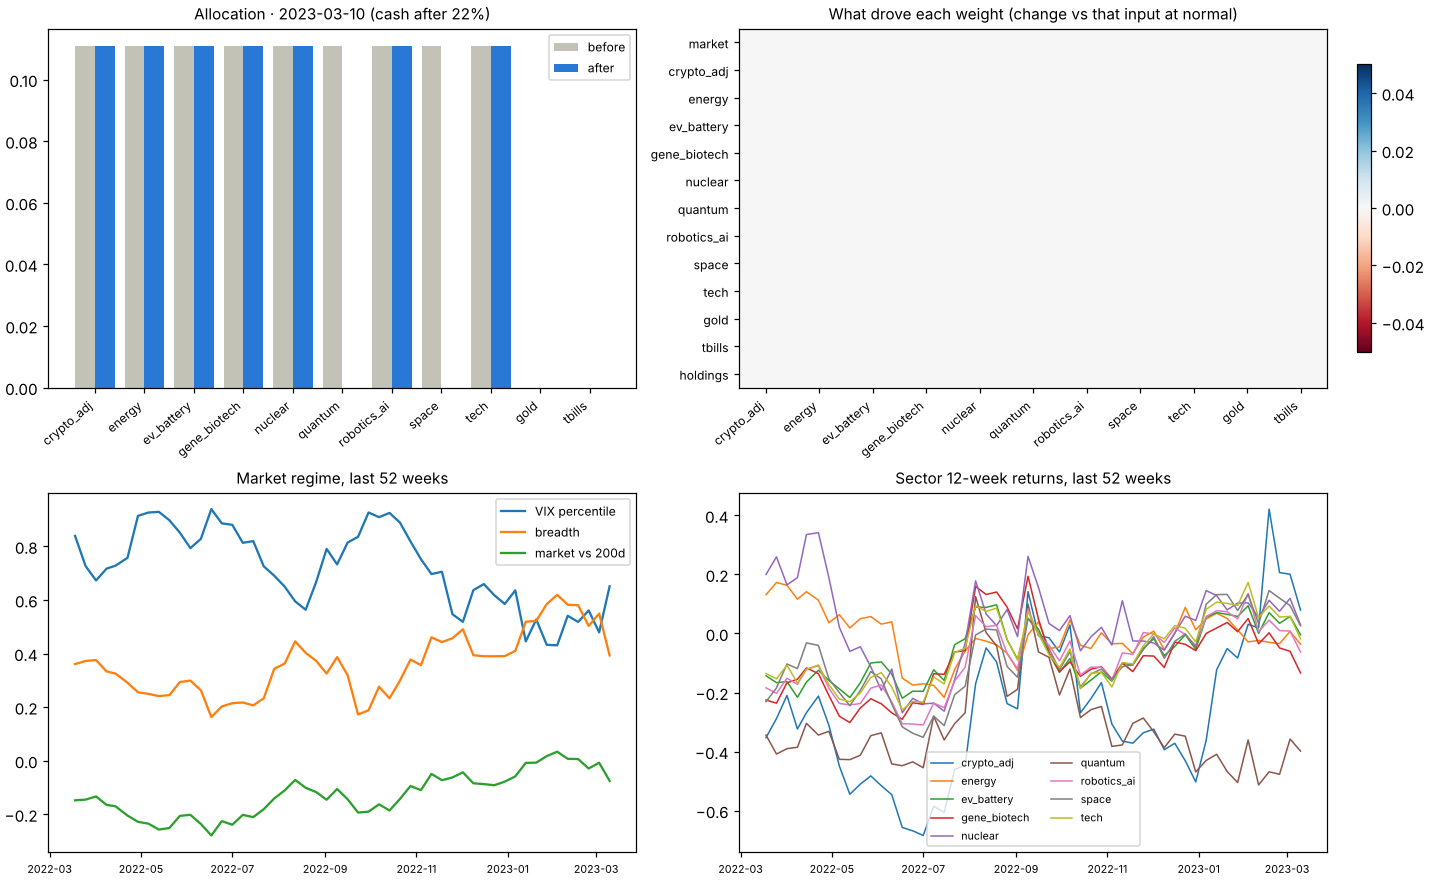 Allocation · 2023-03-10 (cash after 22%)
before
after
0.10
0.08
0.06
0.04
0.02
0.00
crypto_adj
energy
ev_battery
gene_biotech
nuclear
quantum
robotics_ai
space
tech
gold
tbills
What drove each weight (change vs that input at normal)
market
crypto_adj
energy
ev_battery
gene_biotech
nuclear
quantum
robotics_ai
space
tech
gold
tbills
holdings
crypto_adj
energy
ev_battery
gene_biotech
nuclear
quantum
robotics_ai
space
tech
gold
tbills
0.04
0.02
0.00
−0.02
−0.04
Market regime, last 52 weeks
VIX percentile
breadth
market vs 200d
0.8
0.6
0.4
0.2
0.0
−0.2
2022-03
2022-05
2022-07
2022-09
2022-11
2023-01
2023-03
Sector 12-week returns, last 52 weeks
0.4
0.2
0.0
−0.2
−0.4
−0.6
crypto_adj
energy
ev_battery
gene_biotech
nuclear
quantum
robotics_ai
space
tech
2022-03
2022-05
2022-07
2022-09
2022-11
2023-01
2023-03